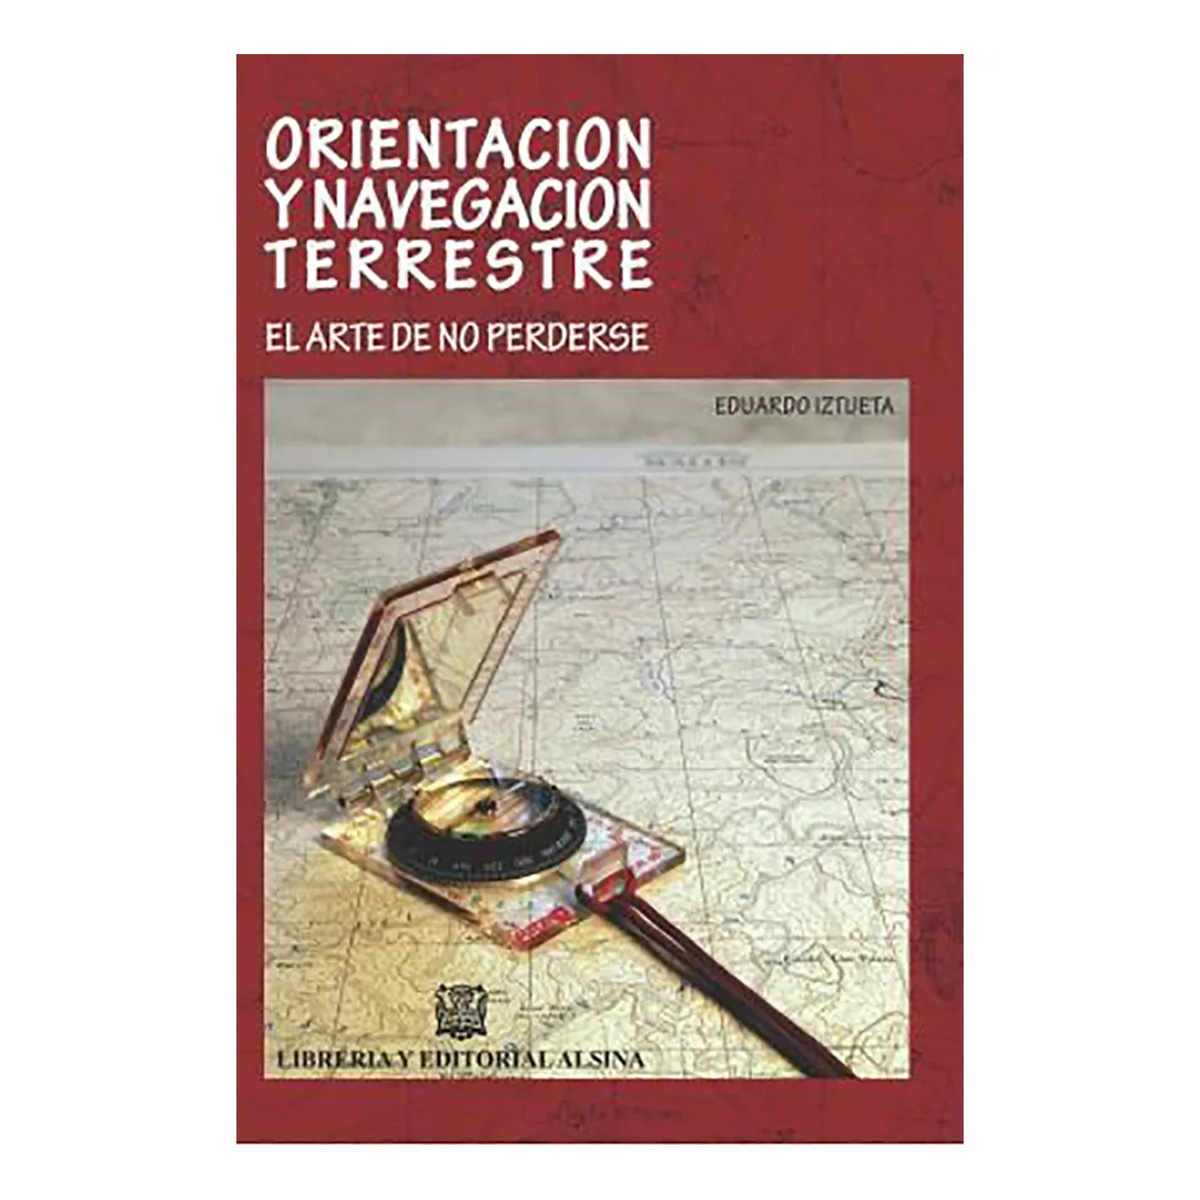 ORIENTACION
Y NAVEGACION
TERRESTRE
EL ARTE DE NO PERDERSE
EDUARDO IZTUETA
LIBRERIA Y EDITORIAL ALSINA